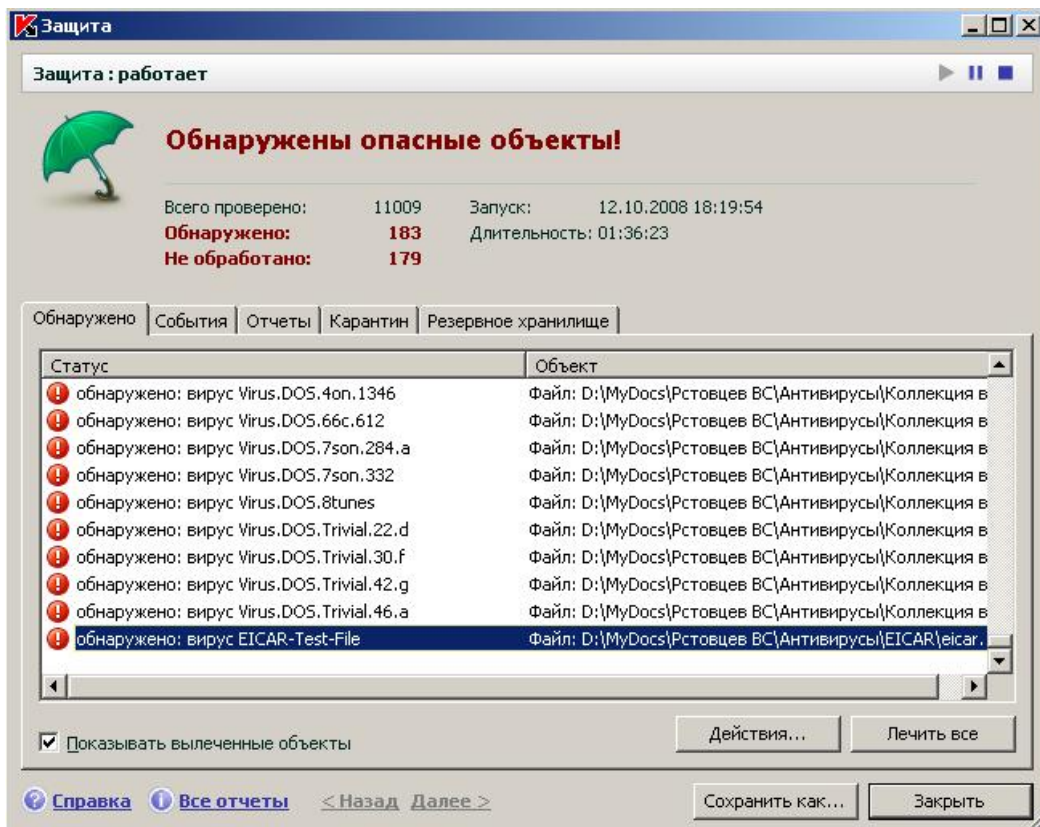 Защита
Защита : работает
Обнаружены опасные объекты!
Всего проверено: 11009 Запуск: 12.10.2008 18:19:54
Обнаружено: 183 Длительность: 01:36:23
Не обработано: 179
Обнаружено События Отчеты Карантин Резервное хранилище
Статус Объект
обнаружено: вирус Virus.DOS.4on.1346 Файл: D:\MyDocs\Рстовцев ВС\Антивирусы\Коллекция в
обнаружено: вирус Virus.DOS.66c.612 Файл: D:\MyDocs\Рстовцев ВС\Антивирусы\Коллекция в
обнаружено: вирус Virus.DOS.7son.284.a Файл: D:\MyDocs\Рстовцев ВС\Антивирусы\Коллекция в
обнаружено: вирус Virus.DOS.7son.332 Файл: D:\MyDocs\Рстовцев ВС\Антивирусы\Коллекция в
обнаружено: вирус Virus.DOS.8tunes Файл: D:\MyDocs\Рстовцев ВС\Антивирусы\Коллекция в
обнаружено: вирус Virus.DOS.Trivial.22.d Файл: D:\MyDocs\Рстовцев ВС\Антивирусы\Коллекция в
обнаружено: вирус Virus.DOS.Trivial.30.f Файл: D:\MyDocs\Рстовцев ВС\Антивирусы\Коллекция в
обнаружено: вирус Virus.DOS.Trivial.42.g Файл: D:\MyDocs\Рстовцев ВС\Антивирусы\Коллекция в
обнаружено: вирус Virus.DOS.Trivial.46.a Файл: D:\MyDocs\Рстовцев ВС\Антивирусы\Коллекция в
обнаружено: вирус EICAR-Test-File Файл: D:\MyDocs\Рстовцев ВС\Антивирусы\EICAR\eicar.
Показывать вылеченные объекты Действия... Лечить все
Справка Все отчеты < Назад Далее > Сохранить как... Закрыть